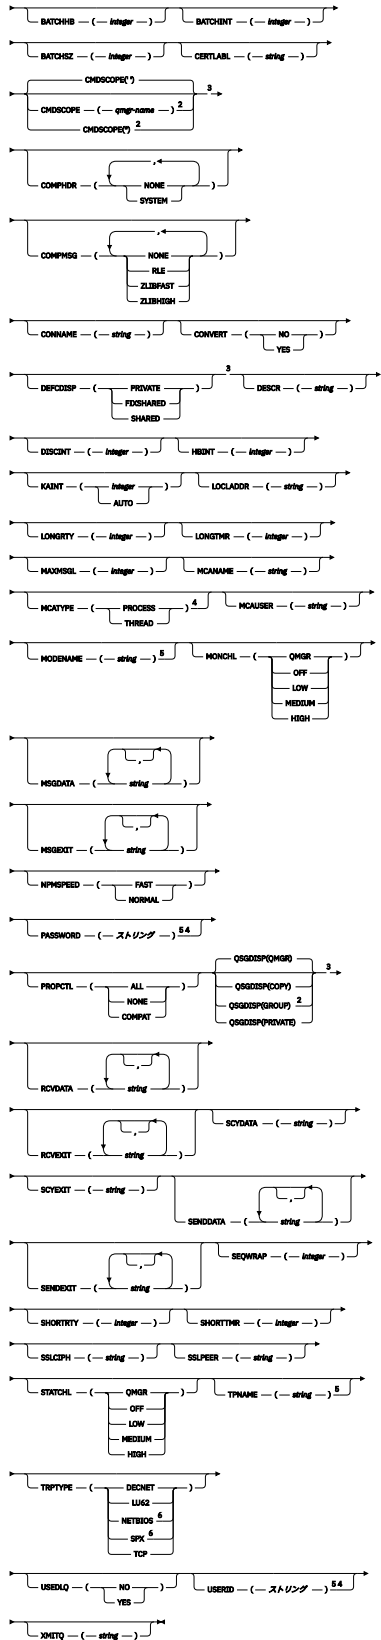 BATCHHB — ( — integer — ) BATCHINT — ( — integer — )
BATCHSZ — ( — integer — ) CERTLABL — ( — string — )
CMDSCOPE(' ')
3
CMDSCOPE — ( — qmgr-name — ) 2
CMDSCOPE(*) 2
,
COMPHDR — ( NONE )
SYSTEM
,
COMPMSG — ( NONE )
RLE
ZLIBFAST
ZLIBHIGH
CONNAME — ( — string — ) CONVERT — ( NO )
YES
3
DEFCDISP — ( PRIVATE ) DESCR — ( — string — )
FIXSHARED
SHARED
DISCINT — ( — integer — ) HBINT — ( — integer — )
KAINT — ( integer ) LOCLADDR — ( — string — )
AUTO
LONGRTY — ( — integer — ) LONGTMR — ( — integer — )
MAXMSGL — ( — integer — ) MCANAME — ( — string — )
MCATYPE — ( PROCESS ) 4 MCAUSER — ( — string — )
THREAD
MODENAME — ( — string — ) 5 MONCHL — ( QMGR )
OFF
LOW
MEDIUM
HIGH
,
MSGDATA — ( string )
,
MSGEXIT — ( string )
NPMSPEED — ( FAST )
NORMAL
PASSWORD — ( — ストリング — ) 5 4
QSGDISP(QMGR)
3
PROPCTL — ( ALL ) QSGDISP(COPY)
NONE QSGDISP(GROUP) 2
COMPAT QSGDISP(PRIVATE)
,
RCVDATA — ( string )
,
RCVEXIT — ( string ) SCYDATA — ( — string — )
SCYEXIT — ( — string — )
,
SENDDATA — ( string )
,
SENDEXIT — ( string ) SEQWRAP — ( — integer — )
SHORTRTY — ( — integer — ) SHORTTMR — ( — integer — )
SSLCIPH — ( — string — ) SSLPEER — ( — string — )
STATCHL — ( QMGR ) TPNAME — ( — string — ) 5
OFF
LOW
MEDIUM
HIGH
TRPTYPE — ( DECNET )
LU62
NETBIOS 6
SPX 6
TCP
USEDLQ — ( NO ) USERID — ( — ストリング — ) 5 4
YES
XMITQ — ( — string — )